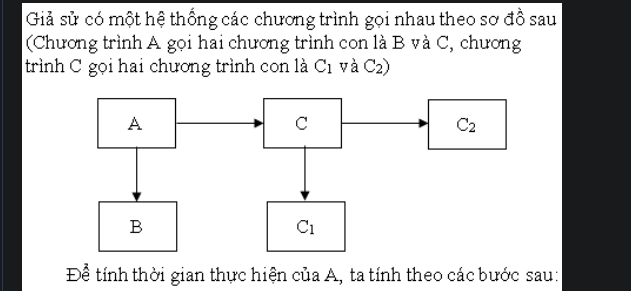 Giả sử có một hệ thống các chương trình gọi nhau theo sơ đồ sau
(Chương trình A gọi hai chương trình con là B và C, chương
trình C gọi hai chương trình con là C₁ và C₂)
A
C
C₂
B
C₁
Để tính thời gian thực hiện của A, ta tính theo các bước sau: